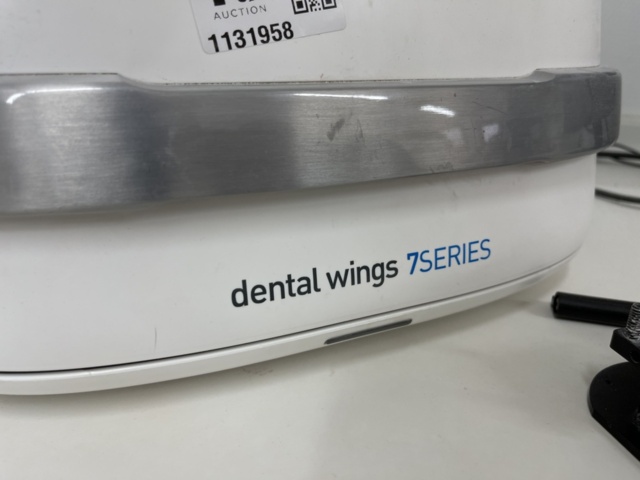 AUCTION
1131958
dental wings 7SERIES